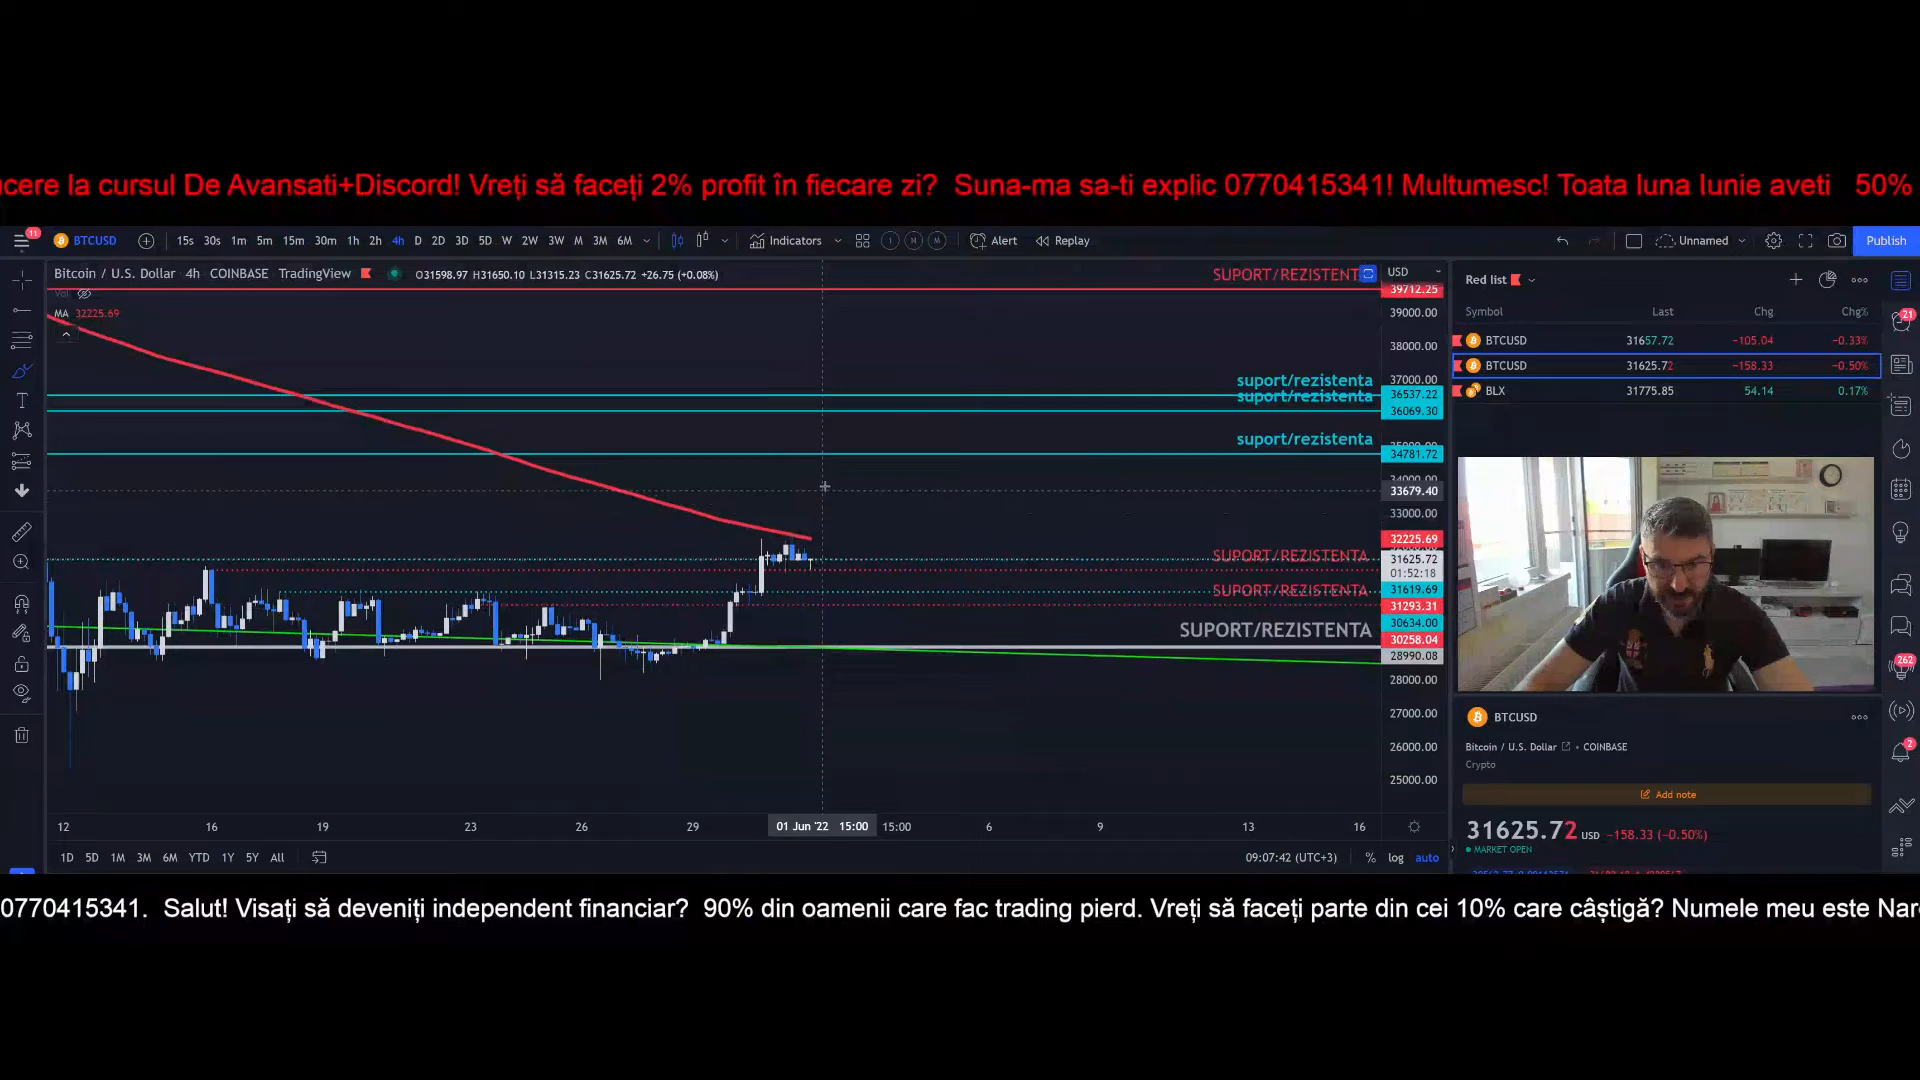 ucere la cursul De Avansati+Discord! Vreți să faceți 2% profit în fiecare zi?  Suna-ma sa-ti explic 0770415341! Multumesc! Toata luna Iunie aveti   50%
11 BTCUSD 15s 30s 1m 5m 15m 30m 1h 2h 4h D 2D 3D 5D W 2W 3W M 3M 6M Indicators Alert Replay Unnamed Publish
Bitcoin / U.S. Dollar 4h COINBASE TradingView O31598.97 H31650.10 L31315.23 C31625.72 +26.75 (+0.08%)
Vol
MA 32225.69
SUPORT/REZISTENT
USD
39712.25
39000.00
38000.00
37000.00
suport/rezistenta
36537.22
suport/rezistenta
36069.30
suport/rezistenta
35000.00
34781.72
34000.00
33679.40
33000.00
32225.69
SUPORT/REZISTENTA
31625.72
01:52:18
SUPORT/REZISTENTA
31619.69
31293.31
30634.00
SUPORT/REZISTENTA
30258.04
28990.08
28000.00
27000.00
26000.00
25000.00
12 16 19 23 26 29 01 Jun '22 15:00 15:00 6 9 13 16
1D 5D 1M 3M 6M YTD 1Y 5Y All
09:07:42 (UTC+3) % log auto
Red list
Symbol Last Chg Chg%
BTCUSD 31657.72 −105.04 −0.33%
BTCUSD 31625.72 −158.33 −0.50%
BLX 31775.85 54.14 0.17%
21
262
2
BTCUSD
Bitcoin / U.S. Dollar • COINBASE
Crypto
Add note
31625.72 USD −158.33 (−0.50%)
MARKET OPEN
0770415341.  Salut! Visați să deveniți independent financiar?  90% din oamenii care fac trading pierd. Vreți să faceți parte din cei 10% care câștigă? Numele meu este Nar